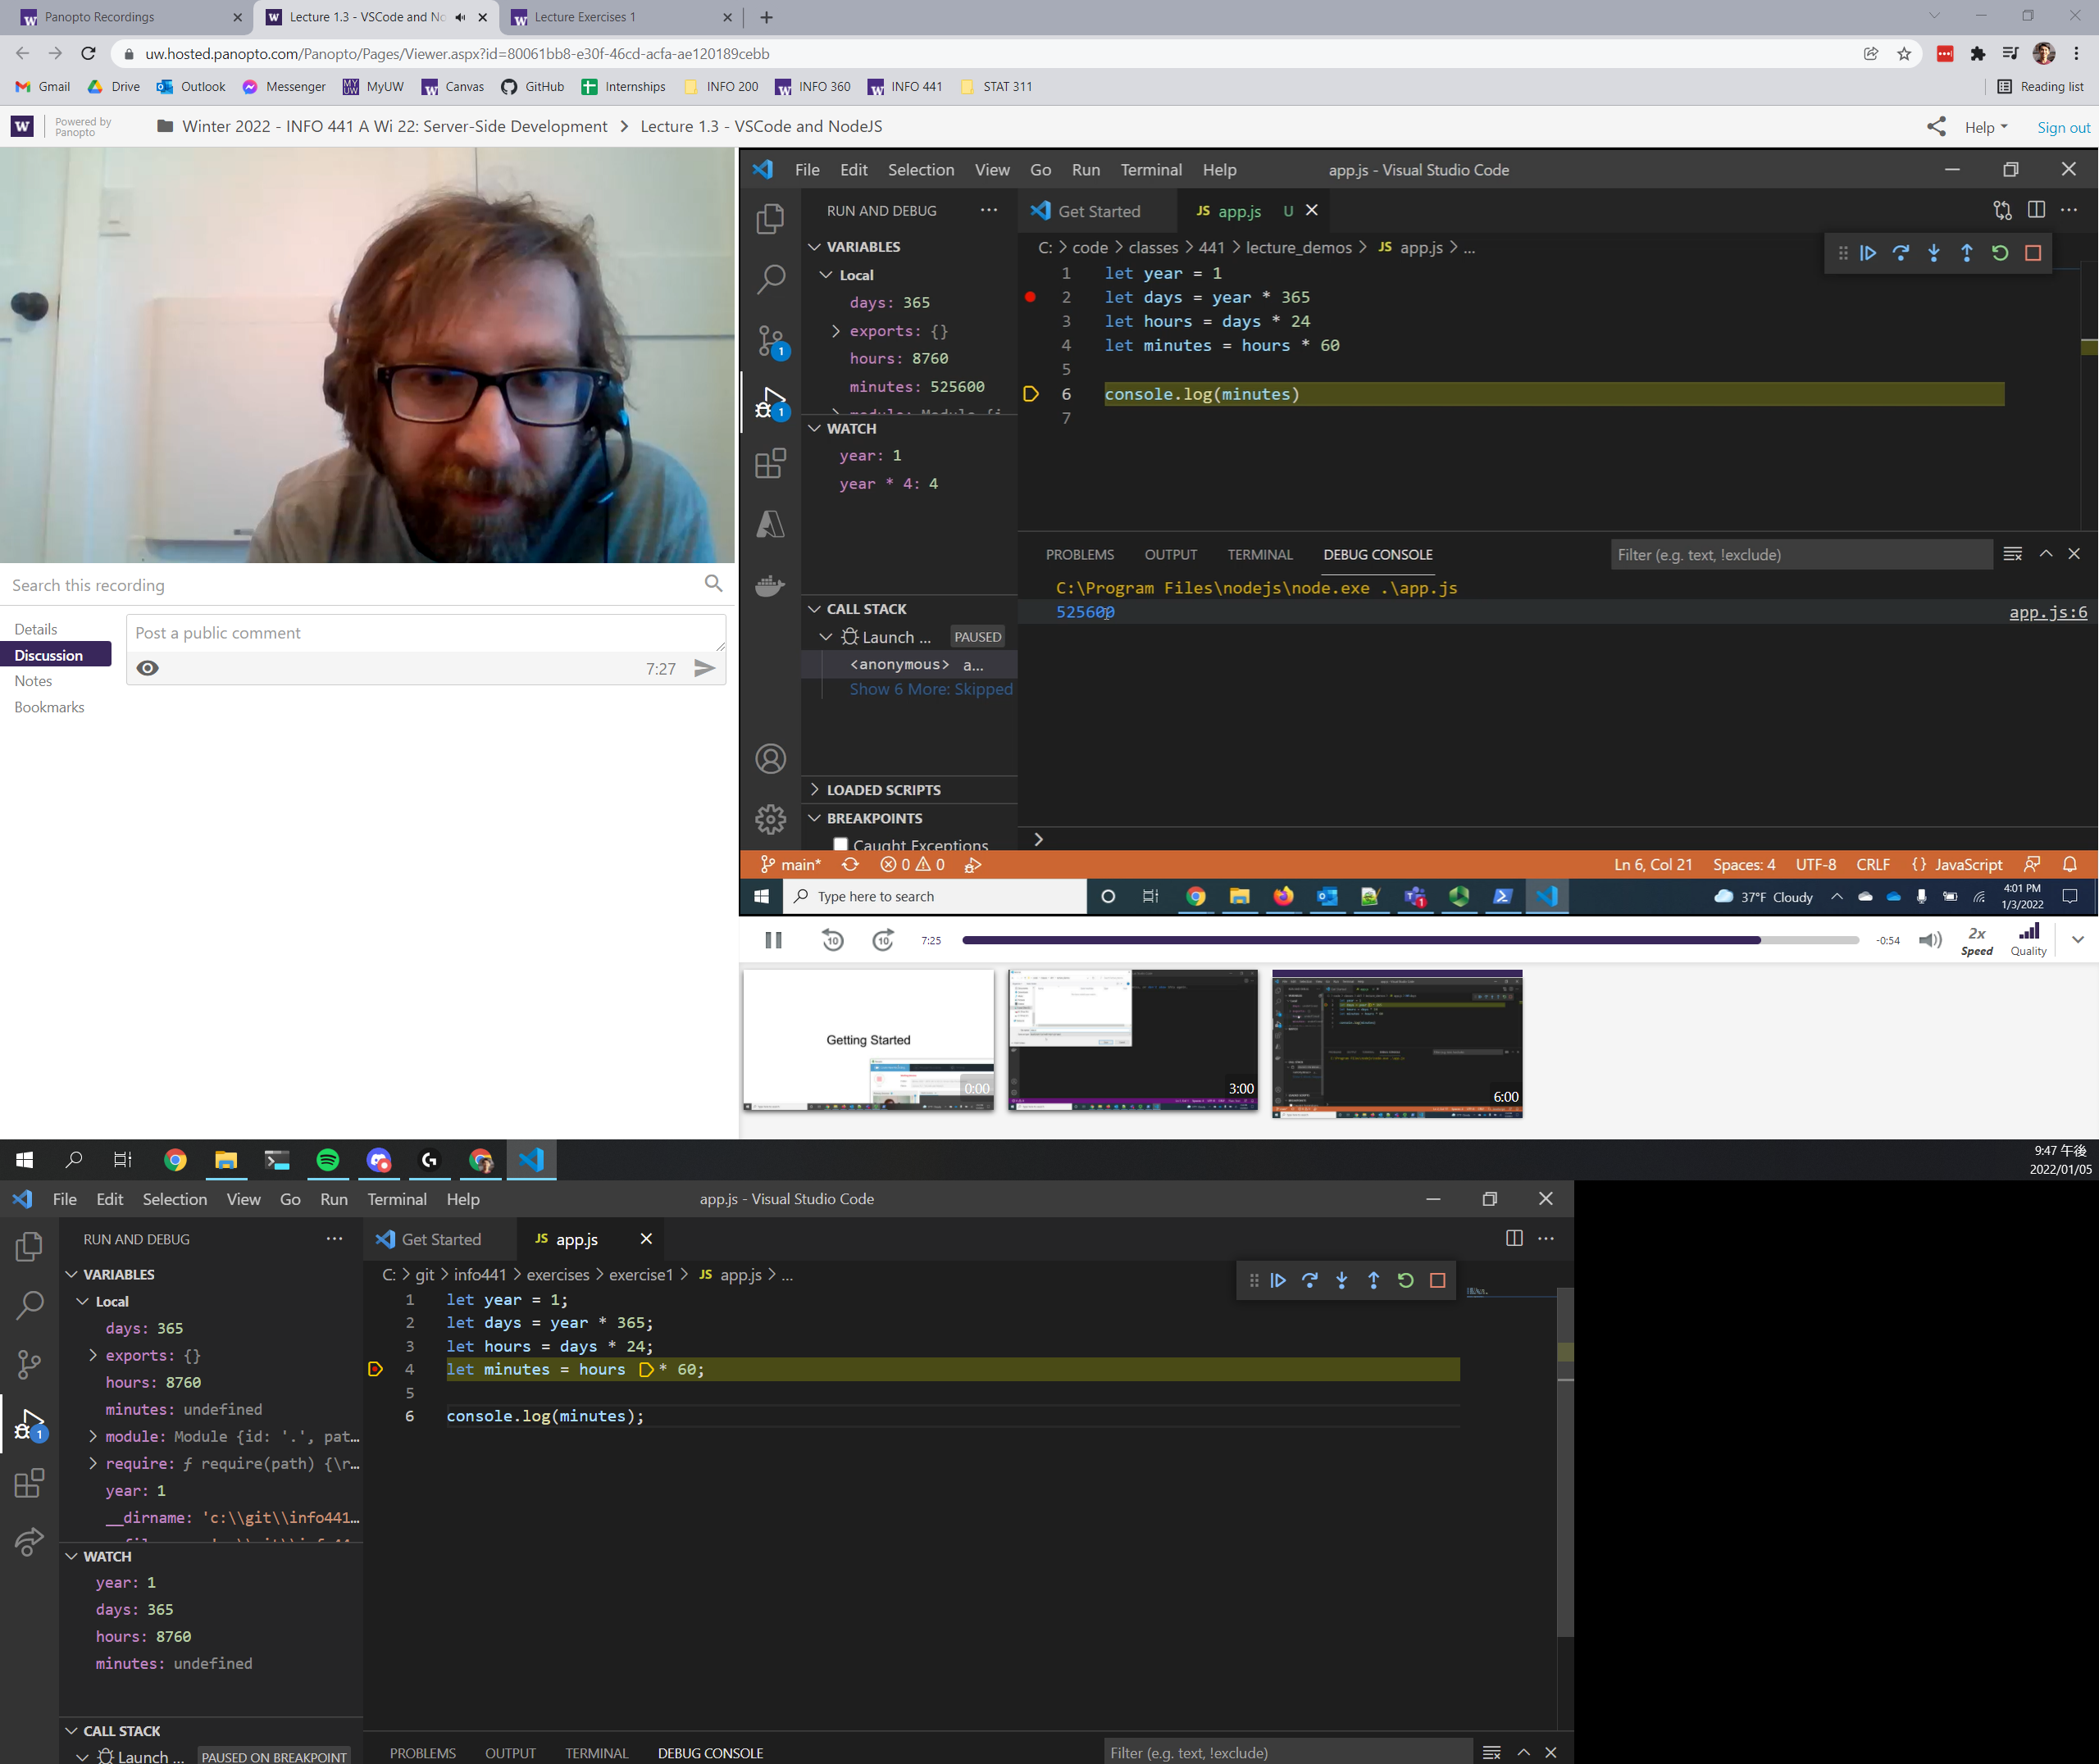 Panopto Recordings
Lecture 1.3 - VSCode and No
Lecture Exercises 1
uw.hosted.panopto.com/Panopto/Pages/Viewer.aspx?id=80061bb8-e30f-46cd-acfa-ae120189cebb
Gmail
Drive
Outlook
Messenger
MyUW
Canvas
GitHub
Internships
INFO 200
INFO 360
INFO 441
STAT 311
Reading list
W
Powered by
Panopto
Winter 2022 - INFO 441 A Wi 22: Server-Side Development
Lecture 1.3 - VSCode and NodeJS
Help
Sign out
Search this recording
Details
Discussion
Notes
Bookmarks
Post a public comment
7:27
File Edit Selection View Go Run Terminal Help
app.js - Visual Studio Code
RUN AND DEBUG
Get Started
JS app.js U
VARIABLES
C: > code > classes > 441 > lecture_demos > JS app.js > ...
Local
days: 365
exports: {}
hours: 8760
minutes: 525600
1 let year = 1
2 let days = year * 365
3 let hours = days * 24
4 let minutes = hours * 60
5
6 console.log(minutes)
7
WATCH
year: 1
year * 4: 4
PROBLEMS OUTPUT TERMINAL DEBUG CONSOLE
Filter (e.g. text, !exclude)
C:\Program Files\nodejs\node.exe .\app.js
525600
app.js:6
CALL STACK
Launch ... PAUSED
<anonymous> a...
Show 6 More: Skipped
LOADED SCRIPTS
BREAKPOINTS
Caught Exceptions
main* 0 0
Ln 6, Col 21 Spaces: 4 UTF-8 CRLF {} JavaScript
Type here to search
37°F Cloudy
4:01 PM
1/3/2022
7:25
-0:54
2x
Speed
Quality
Getting Started
0:00
3:00
6:00
9:47 午後
2022/01/05
File Edit Selection View Go Run Terminal Help
app.js - Visual Studio Code
RUN AND DEBUG
Get Started
JS app.js
VARIABLES
C: > git > info441 > exercises > exercise1 > JS app.js > ...
Local
days: 365
exports: {}
hours: 8760
minutes: undefined
module: Module {id: '.', pat...
require: ƒ require(path) {\r...
year: 1
__dirname: 'c:\\git\\info441...
1 let year = 1;
2 let days = year * 365;
3 let hours = days * 24;
4 let minutes = hours * 60;
5
6 console.log(minutes);
WATCH
year: 1
days: 365
hours: 8760
minutes: undefined
CALL STACK
Launch ... PAUSED ON BREAKPOINT
PROBLEMS OUTPUT TERMINAL DEBUG CONSOLE
Filter (e.g. text, !exclude)